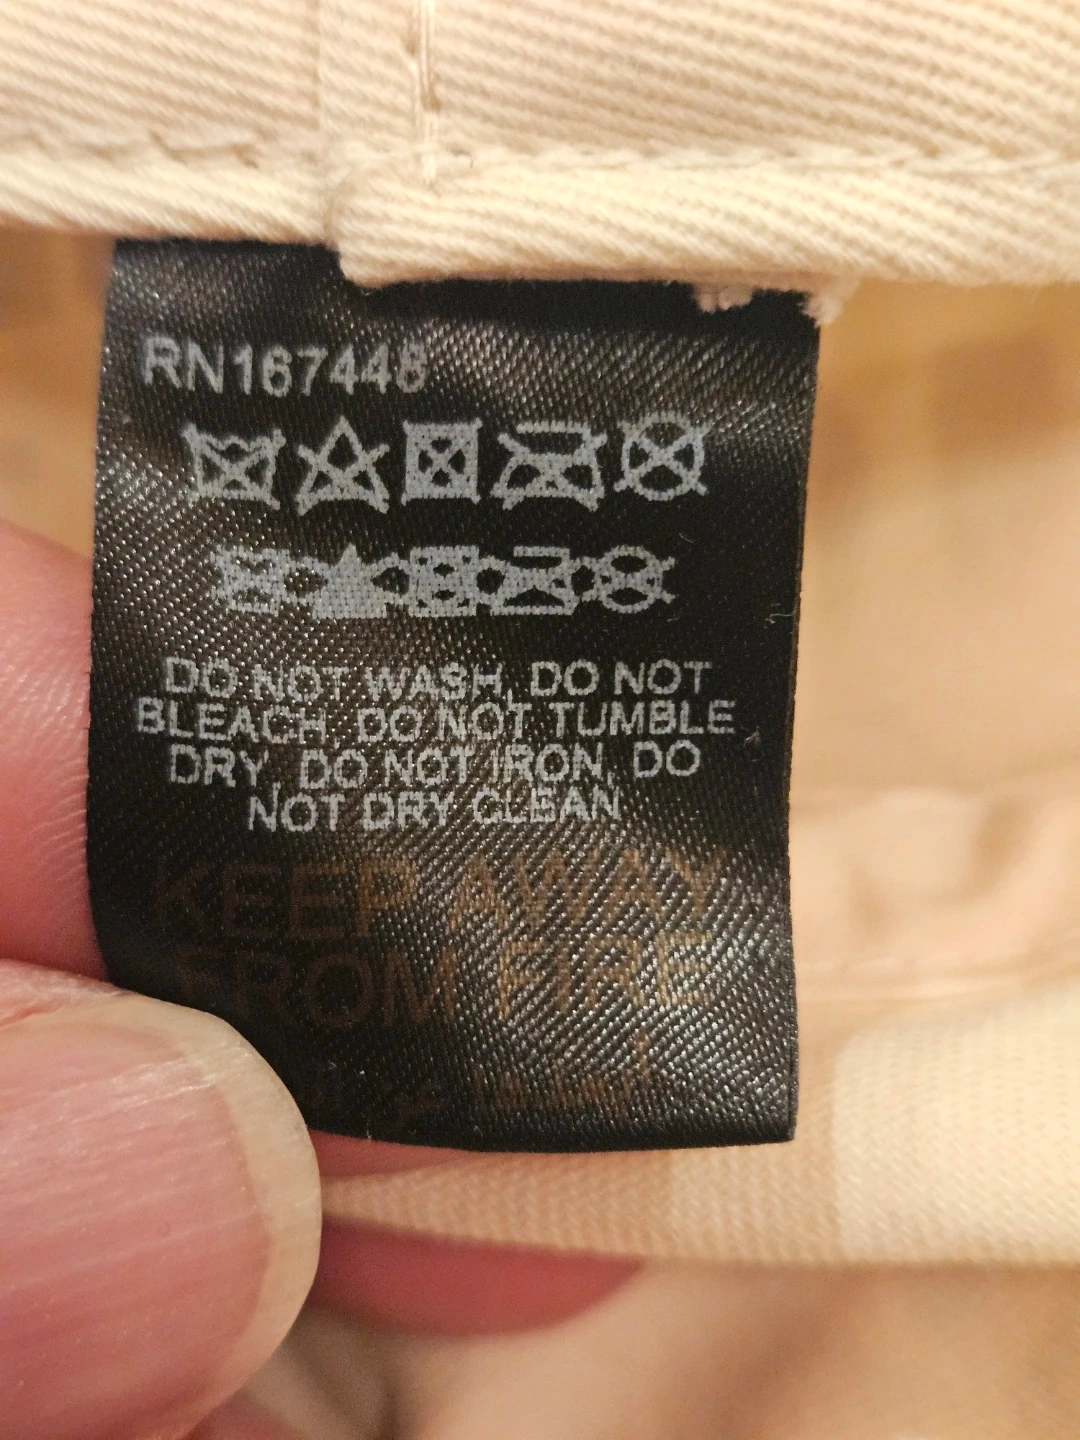 RN167448
DO NOT WASH, DO NOT
BLEACH, DO NOT TUMBLE
DRY, DO NOT IRON, DO
NOT DRY CLEAN
KEEP AWAY
FROM FIRE